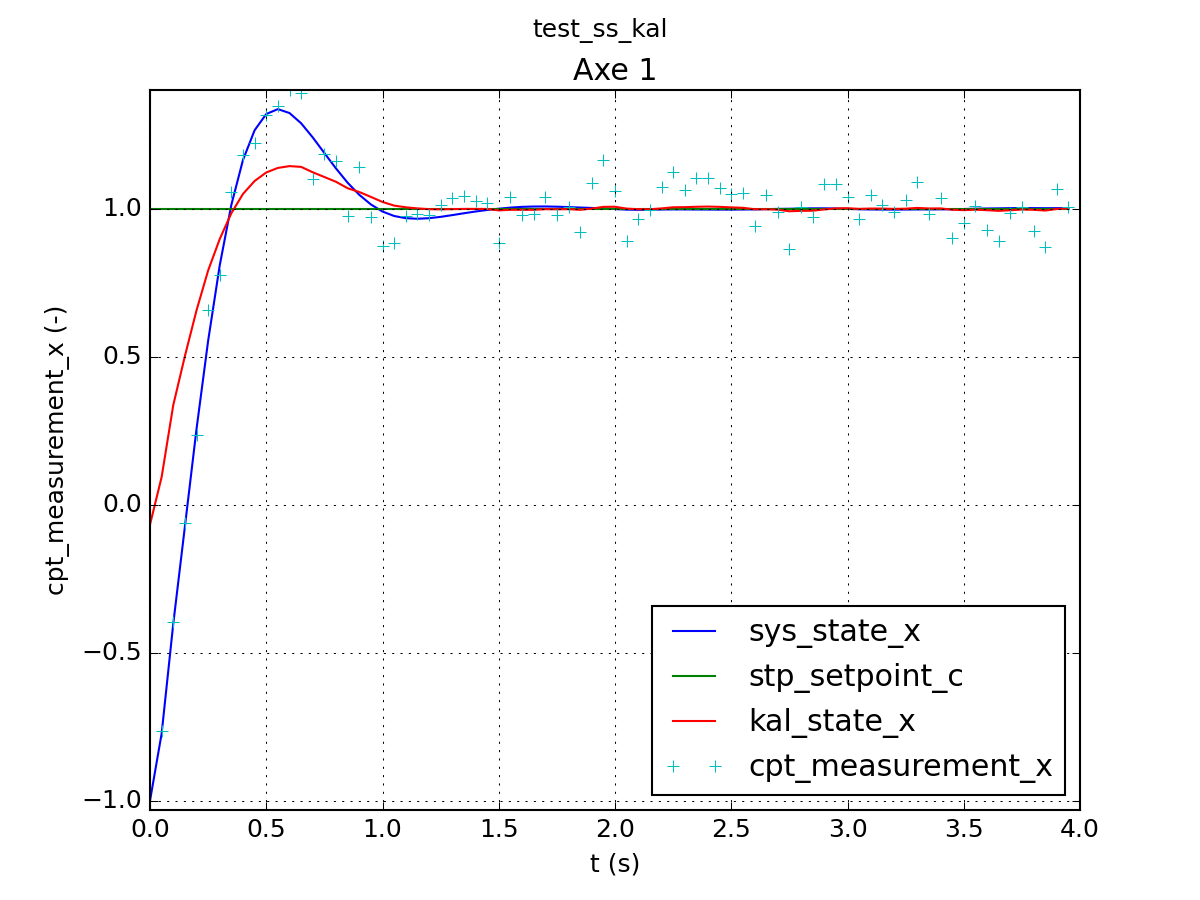 test_ss_kal
Axe 1
cpt_measurement_x (-)
1.0
0.5
0.0
−0.5
−1.0
sys_state_x
stp_setpoint_c
kal_state_x
cpt_measurement_x
0.0 0.5 1.0 1.5 2.0 2.5 3.0 3.5 4.0
t (s)